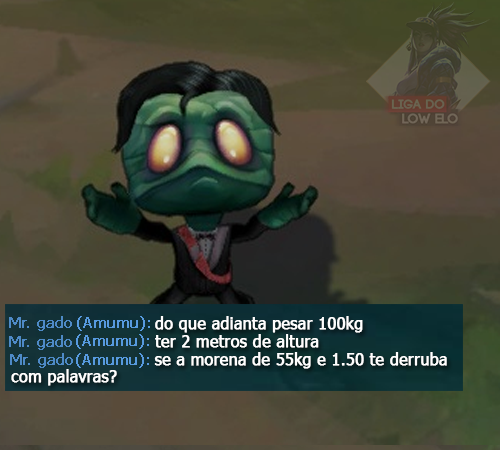 LIGA DO
LOW ELO
Mr. gado (Amumu): do que adianta pesar 100kg
Mr. gado (Amumu): ter 2 metros de altura
Mr. gado (Amumu): se a morena de 55kg e 1.50 te derruba
com palavras?